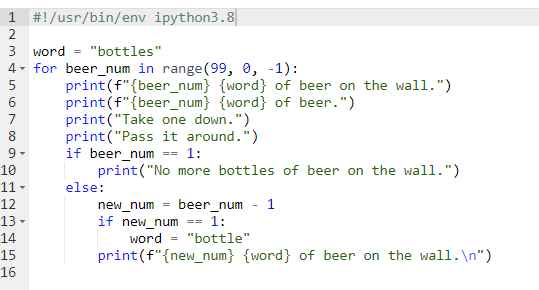 1 #!/usr/bin/env ipython3.8
2
3 word = "bottles"
4 for beer_num in range(99, 0, -1):
5     print(f"{beer_num} {word} of beer on the wall.")
6     print(f"{beer_num} {word} of beer.")
7     print("Take one down.")
8     print("Pass it around.")
9     if beer_num == 1:
10         print("No more bottles of beer on the wall.")
11     else:
12         new_num = beer_num - 1
13         if new_num == 1:
14             word = "bottle"
15         print(f"{new_num} {word} of beer on the wall.\n")
16